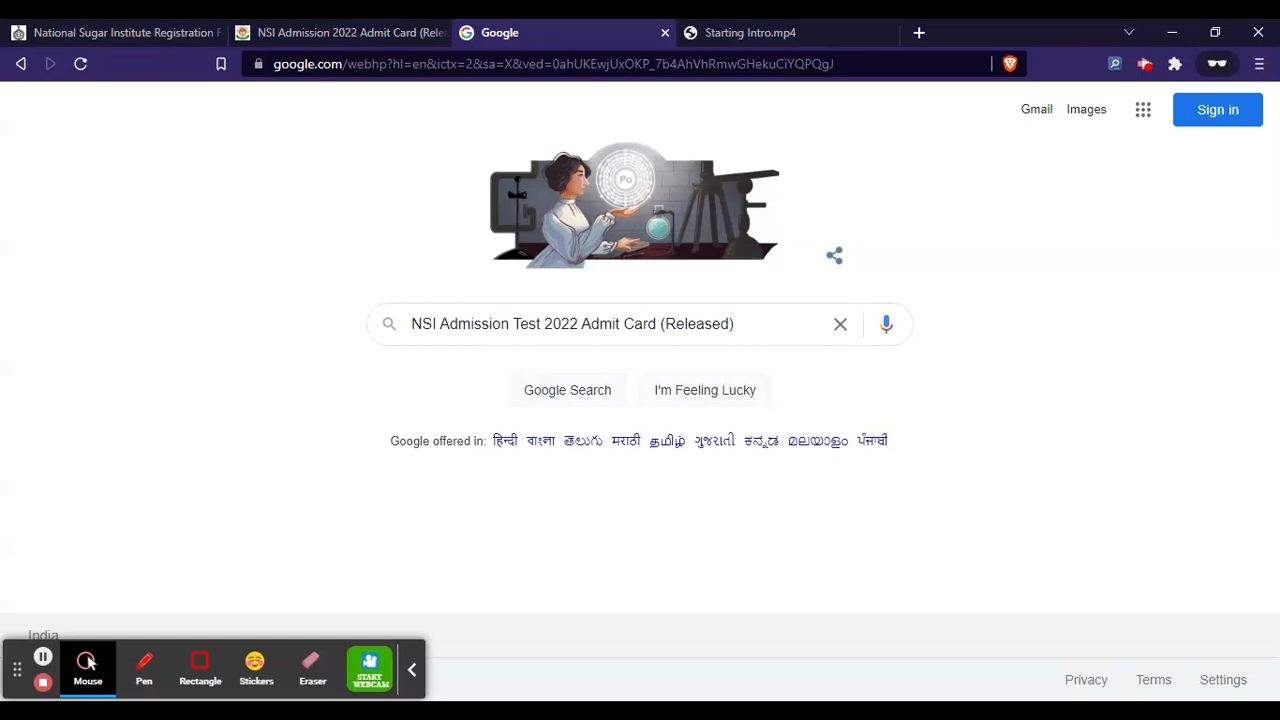 National Sugar Institute Registration F
NSI Admission 2022 Admit Card (Rele
Google
Starting Intro.mp4
google.com/webhp?hl=en&ictx=2&sa=X&ved=0ahUKEwjUxOKP_7b4AhVhRmwGHekuCiYQPQgJ
Gmail
Images
Sign in
Po
NSI Admission Test 2022 Admit Card (Released)
Google Search
I'm Feeling Lucky
Google offered in: हिन्दी বাংলা తెలుగు मराठी தமிழ் ગુજરાતી ಕನ್ನಡ മലയാളം ਪੰਜਾਬੀ
India
Mouse
Pen
Rectangle
Stickers
Eraser
START
WEBCAM
Privacy
Terms
Settings